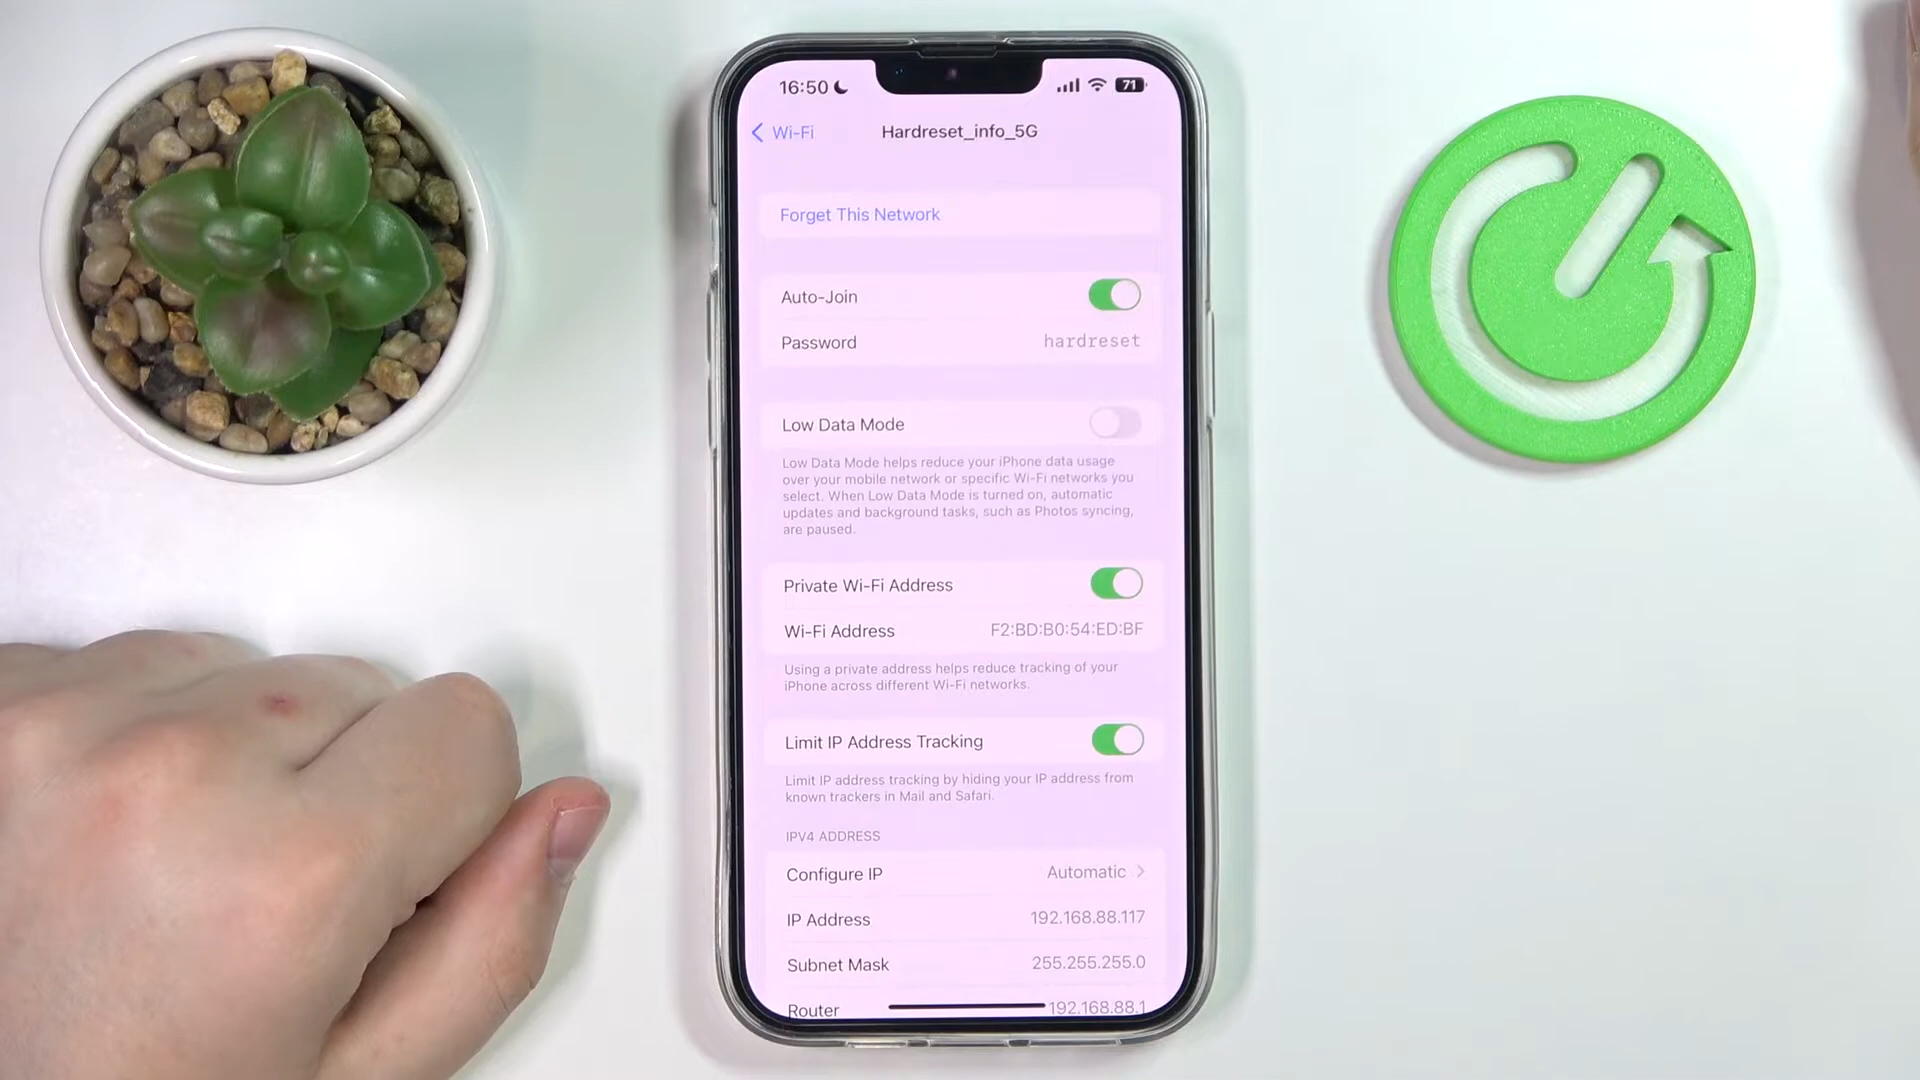 16:50
71
Wi-Fi
Hardreset_info_5G
Forget This Network
Auto-Join
Password hardreset
Low Data Mode
Low Data Mode helps reduce your iPhone data usage
over your mobile network or specific Wi-Fi networks you
select. When Low Data Mode is turned on, automatic
updates and background tasks, such as Photos syncing,
are paused.
Private Wi-Fi Address
Wi-Fi Address F2:BD:B0:54:ED:BF
Using a private address helps reduce tracking of your
iPhone across different Wi-Fi networks.
Limit IP Address Tracking
Limit IP address tracking by hiding your IP address from
known trackers in Mail and Safari.
IPV4 ADDRESS
Configure IP Automatic
IP Address 192.168.88.117
Subnet Mask 255.255.255.0
Router 192.168.88.1